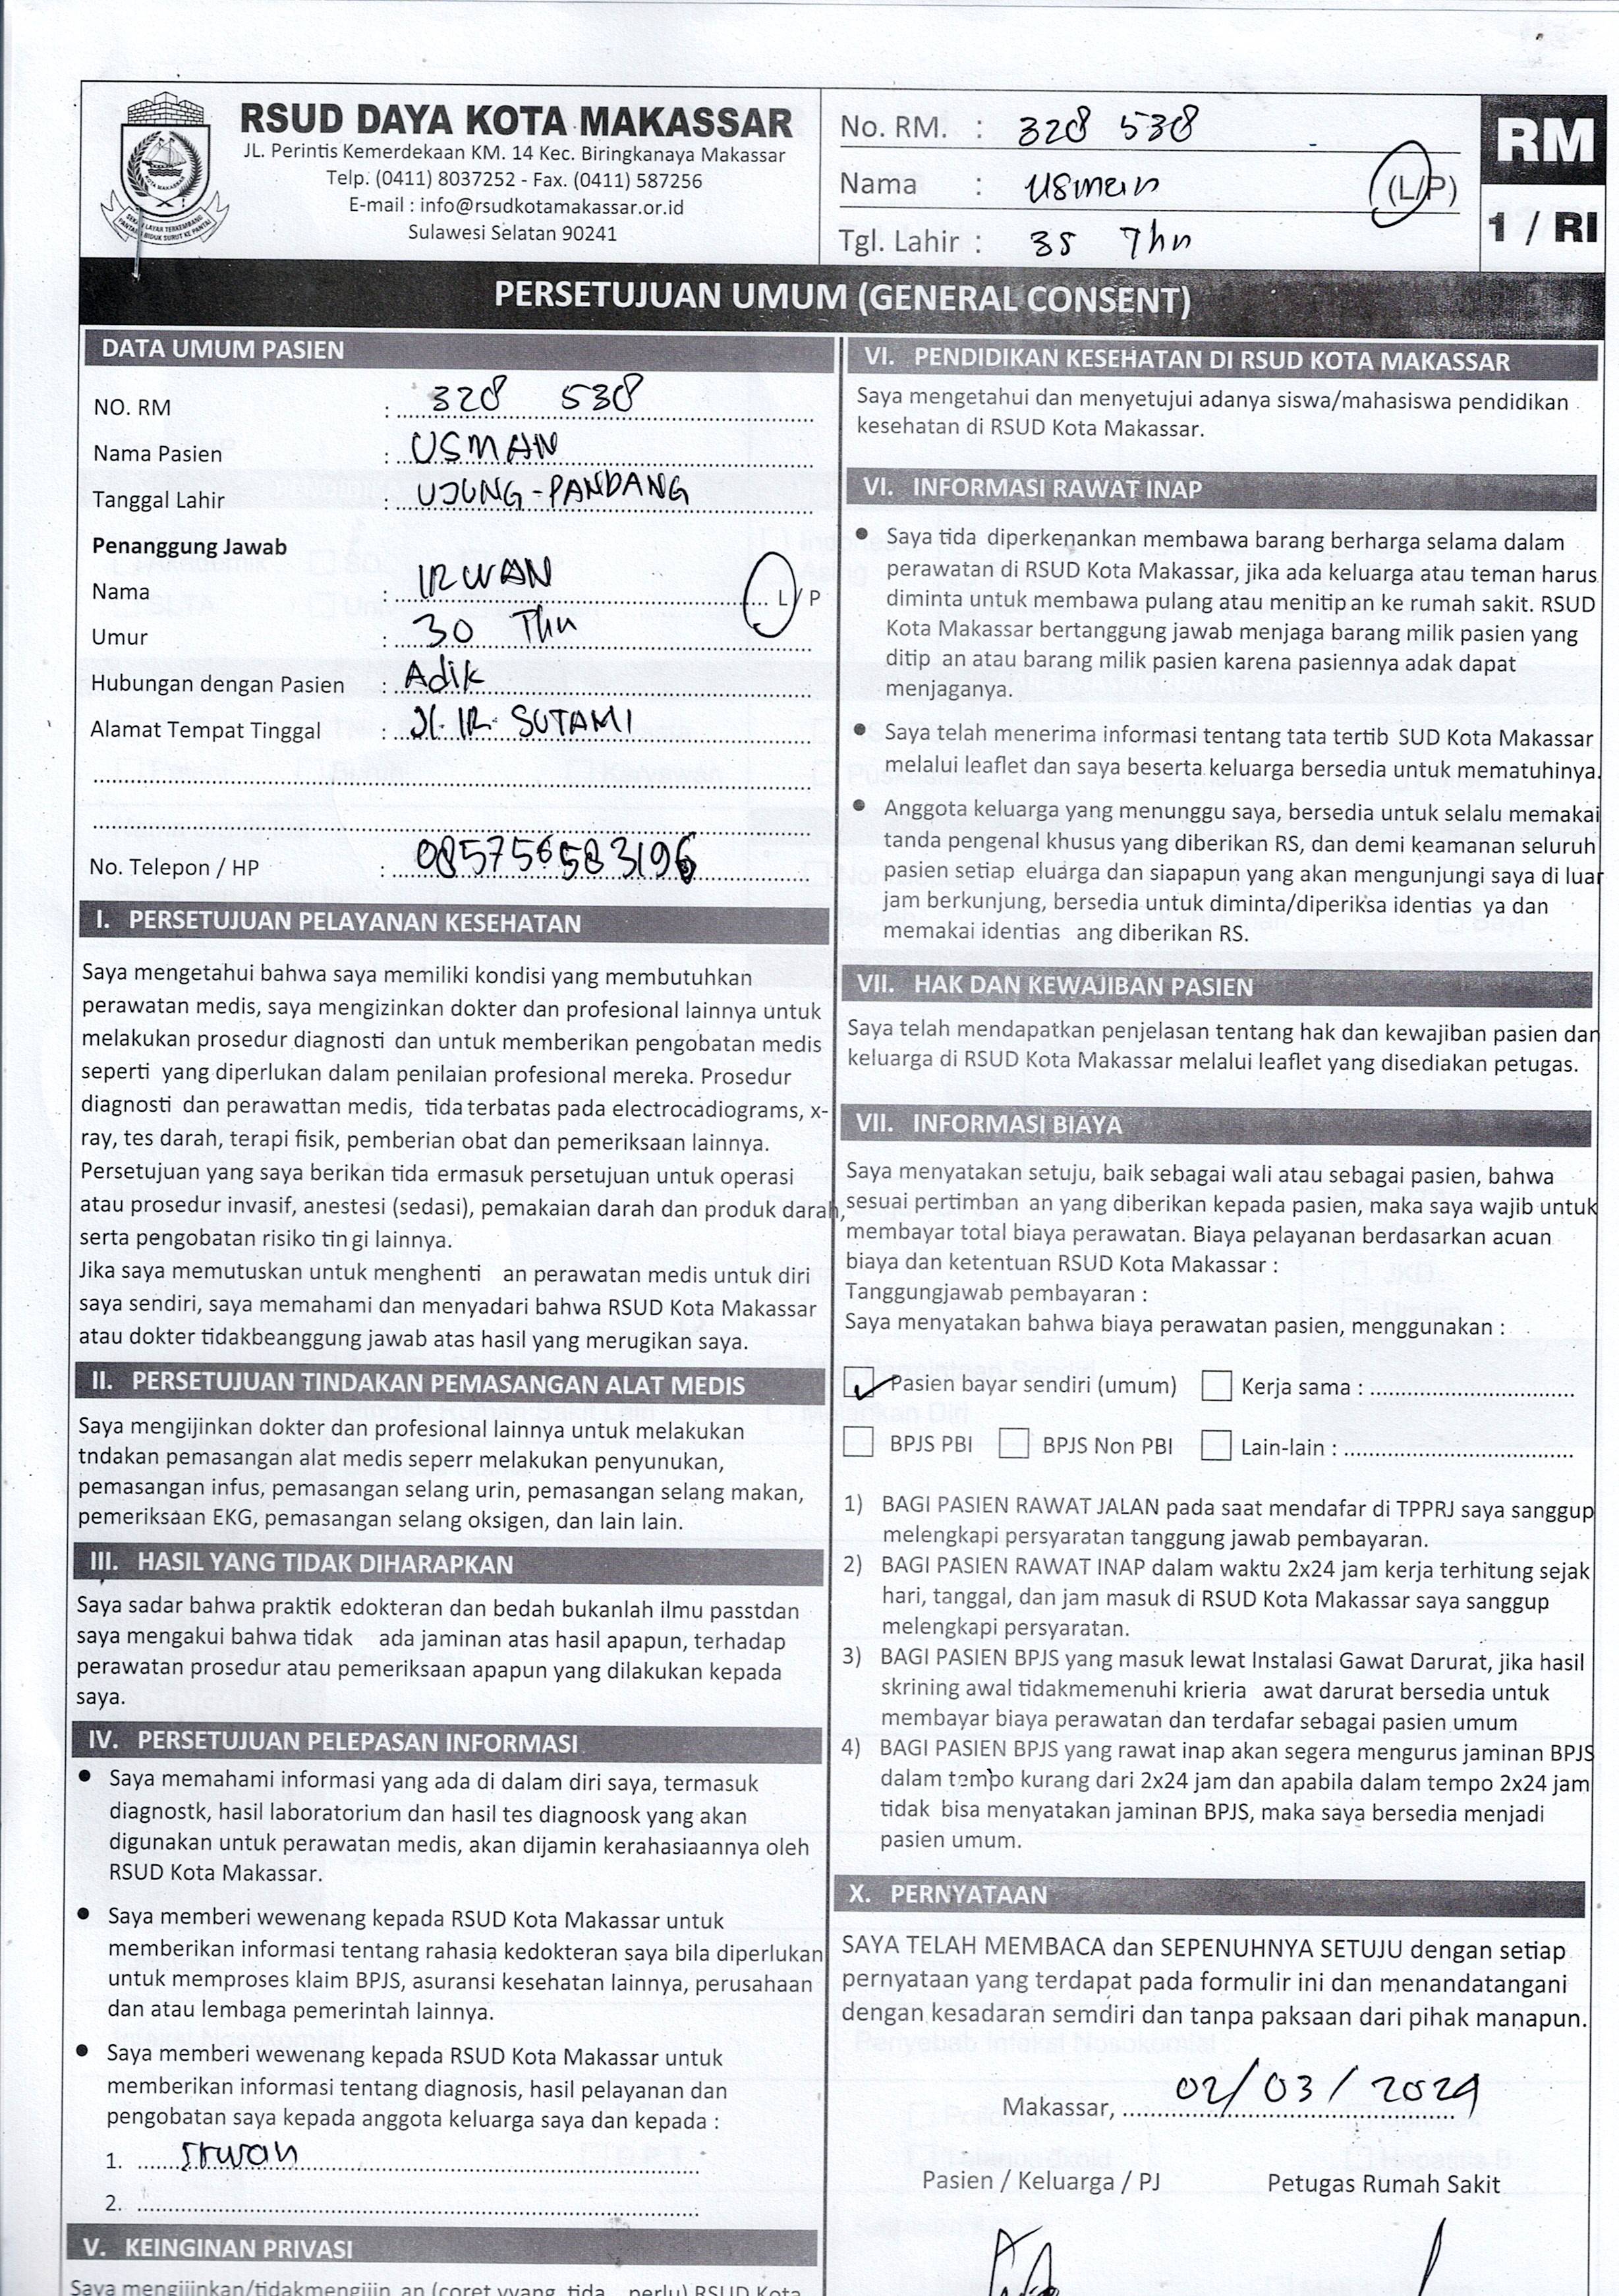 RSUD DAYA KOTA MAKASSAR
JL. Perintis Kemerdekaan KM. 14 Kec. Biringkanaya Makassar
Telp. (0411) 8037252 - Fax. (0411) 587256
E-mail : info@rsudkotamakassar.or.id
Sulawesi Selatan 90241
KOTA MAKASSAR
No. RM. : 328 538
Nama : Usman (L/P)
Tgl. Lahir : 35 Thn
RM
1 / RI
PERSETUJUAN UMUM (GENERAL CONSENT)
DATA UMUM PASIEN
NO. RM : 328 538
Nama Pasien : USMAN
Tanggal Lahir : UJUNG-PANDANG
Penanggung Jawab
Nama : IRWAN L/P
Umur : 30 Thn
Hubungan dengan Pasien : Adik
Alamat Tempat Tinggal : Jl. IR. SUTAMI
No. Telepon / HP : 085756583196
I. PERSETUJUAN PELAYANAN KESEHATAN
Saya mengetahui bahwa saya memiliki kondisi yang membutuhkan
perawatan medis, saya mengizinkan dokter dan profesional lainnya untuk
melakukan prosedur diagnosti dan untuk memberikan pengobatan medis
seperti yang diperlukan dalam penilaian profesional mereka. Prosedur
diagnosti dan perawattan medis, tida terbatas pada electrocadiograms, x-
ray, tes darah, terapi fisik, pemberian obat dan pemeriksaan lainnya.
Persetujuan yang saya berikan tida ermasuk persetujuan untuk operasi
atau prosedur invasif, anestesi (sedasi), pemakaian darah dan produk darah,
serta pengobatan risiko tin gi lainnya.
Jika saya memutuskan untuk menghenti an perawatan medis untuk diri
saya sendiri, saya memahami dan menyadari bahwa RSUD Kota Makassar
atau dokter tidakbeanggung jawab atas hasil yang merugikan saya.
II. PERSETUJUAN TINDAKAN PEMASANGAN ALAT MEDIS
Saya mengijinkan dokter dan profesional lainnya untuk melakukan
tndakan pemasangan alat medis seperr melakukan penyunukan,
pemasangan infus, pemasangan selang urin, pemasangan selang makan,
pemeriksaan EKG, pemasangan selang oksigen, dan lain lain.
III. HASIL YANG TIDAK DIHARAPKAN
Saya sadar bahwa praktik edokteran dan bedah bukanlah ilmu passtdan
saya mengakui bahwa tidak ada jaminan atas hasil apapun, terhadap
perawatan prosedur atau pemeriksaan apapun yang dilakukan kepada
saya.
IV. PERSETUJUAN PELEPASAN INFORMASI
• Saya memahami informasi yang ada di dalam diri saya, termasuk
diagnostk, hasil laboratorium dan hasil tes diagnoosk yang akan
digunakan untuk perawatan medis, akan dijamin kerahasiaannya oleh
RSUD Kota Makassar.
• Saya memberi wewenang kepada RSUD Kota Makassar untuk
memberikan informasi tentang rahasia kedokteran saya bila diperlukan
untuk memproses klaim BPJS, asuransi kesehatan lainnya, perusahaan
dan atau lembaga pemerintah lainnya.
• Saya memberi wewenang kepada RSUD Kota Makassar untuk
memberikan informasi tentang diagnosis, hasil pelayanan dan
pengobatan saya kepada anggota keluarga saya dan kepada :
1. Irwan
2.
V. KEINGINAN PRIVASI
Saya mengijinkan/tidakmengijin an (coret yyang tida perlu) RSUD Kota
VI. PENDIDIKAN KESEHATAN DI RSUD KOTA MAKASSAR
Saya mengetahui dan menyetujui adanya siswa/mahasiswa pendidikan
kesehatan di RSUD Kota Makassar.
VI. INFORMASI RAWAT INAP
• Saya tida diperkenankan membawa barang berharga selama dalam
perawatan di RSUD Kota Makassar, jika ada keluarga atau teman harus
diminta untuk membawa pulang atau menitip an ke rumah sakit. RSUD
Kota Makassar bertanggung jawab menjaga barang milik pasien yang
ditip an atau barang milik pasien karena pasiennya adak dapat
menjaganya.
• Saya telah menerima informasi tentang tata tertib SUD Kota Makassar
melalui leaflet dan saya beserta keluarga bersedia untuk mematuhinya.
• Anggota keluarga yang menunggu saya, bersedia untuk selalu memakai
tanda pengenal khusus yang diberikan RS, dan demi keamanan seluruh
pasien setiap eluarga dan siapapun yang akan mengunjungi saya di luar
jam berkunjung, bersedia untuk diminta/diperiksa identias ya dan
memakai identias ang diberikan RS.
VII. HAK DAN KEWAJIBAN PASIEN
Saya telah mendapatkan penjelasan tentang hak dan kewajiban pasien dan
keluarga di RSUD Kota Makassar melalui leaflet yang disediakan petugas.
VII. INFORMASI BIAYA
Saya menyatakan setuju, baik sebagai wali atau sebagai pasien, bahwa
sesuai pertimban an yang diberikan kepada pasien, maka saya wajib untuk
membayar total biaya perawatan. Biaya pelayanan berdasarkan acuan
biaya dan ketentuan RSUD Kota Makassar :
Tanggungjawab pembayaran :
Saya menyatakan bahwa biaya perawatan pasien, menggunakan :
Pasien bayar sendiri (umum) Kerja sama :
BPJS PBI BPJS Non PBI Lain-lain :
1) BAGI PASIEN RAWAT JALAN pada saat mendafar di TPPRJ saya sanggup
melengkapi persyaratan tanggung jawab pembayaran.
2) BAGI PASIEN RAWAT INAP dalam waktu 2x24 jam kerja terhitung sejak
hari, tanggal, dan jam masuk di RSUD Kota Makassar saya sanggup
melengkapi persyaratan.
3) BAGI PASIEN BPJS yang masuk lewat Instalasi Gawat Darurat, jika hasil
skrining awal tidakmemenuhi krieria awat darurat bersedia untuk
membayar biaya perawatan dan terdafar sebagai pasien umum
4) BAGI PASIEN BPJS yang rawat inap akan segera mengurus jaminan BPJS
dalam tempo kurang dari 2x24 jam dan apabila dalam tempo 2x24 jam
tidak bisa menyatakan jaminan BPJS, maka saya bersedia menjadi
pasien umum.
X. PERNYATAAN
SAYA TELAH MEMBACA dan SEPENUHNYA SETUJU dengan setiap
pernyataan yang terdapat pada formulir ini dan menandatangani
dengan kesadaran semdiri dan tanpa paksaan dari pihak manapun.
Makassar, 02/03/2024
Pasien / Keluarga / PJ Petugas Rumah Sakit